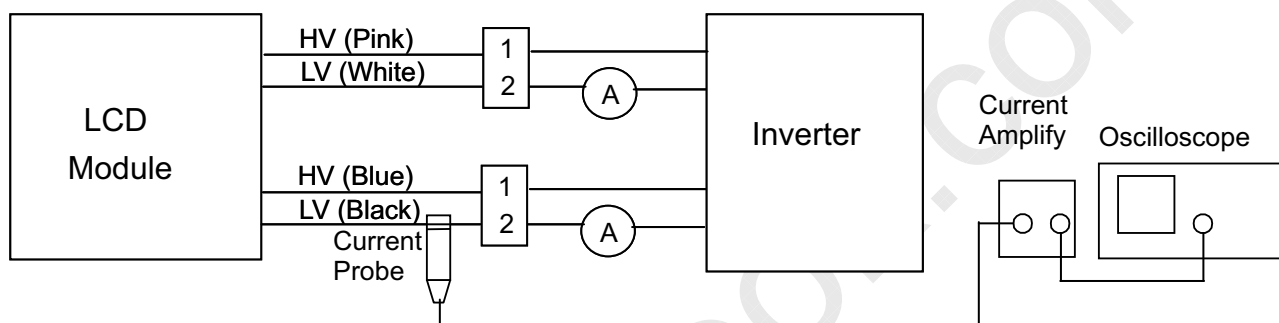 HV (Pink)
LV (White)
1
2
A
LCD
Module
Inverter
Current
Amplify
Oscilloscope
HV (Blue)
LV (Black)
1
2
A
Current
Probe